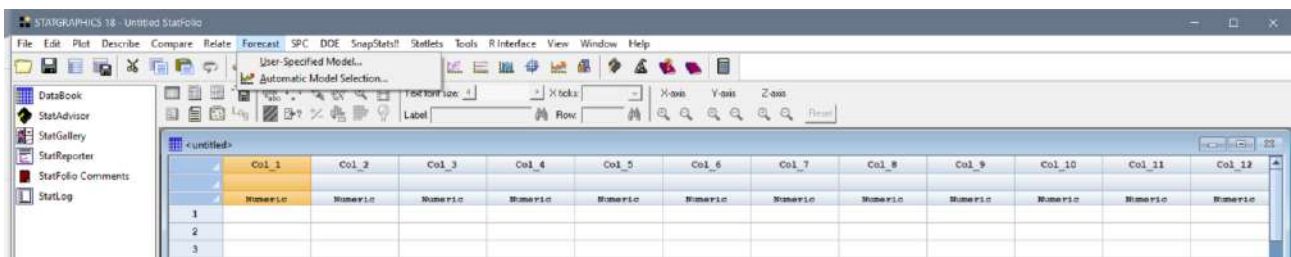 STATGRAPHICS 18 - Untitled StatFolio
File Edit Plot Describe Compare Relate Forecast SPC DOE SnapStats!! Statlets Tools R Interface View Window Help
User-Specified Model...
Automatic Model Selection...
DataBook
StatAdvisor
StatGallery
StatReporter
StatFolio Comments
StatLog
Text font size: X ticks: X-axis Y-axis Z-axis
Label: Row: Reset
<untitled>
Col_1 Col_2 Col_3 Col_4 Col_5 Col_6 Col_7 Col_8 Col_9 Col_10 Col_11 Col_12
Numeric Numeric Numeric Numeric Numeric Numeric Numeric Numeric Numeric Numeric Numeric Numeric
1
2
3